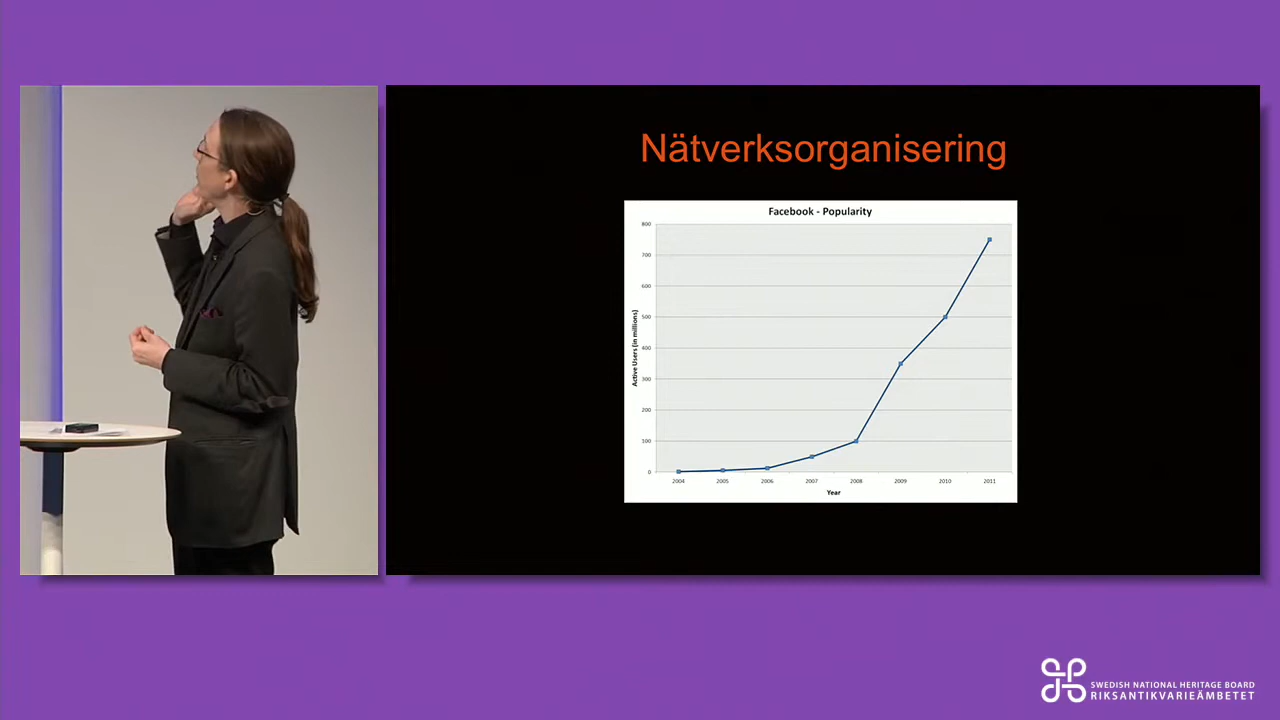 Nätverksorganisering
Facebook - Popularity
800
700
600
500
400
300
200
100
0
Active Users (in millions)
2004 2005 2006 2007 2008 2009 2010 2011
Year
SWEDISH NATIONAL HERITAGE BOARD
RIKSANTIKVARIEÄMBETET